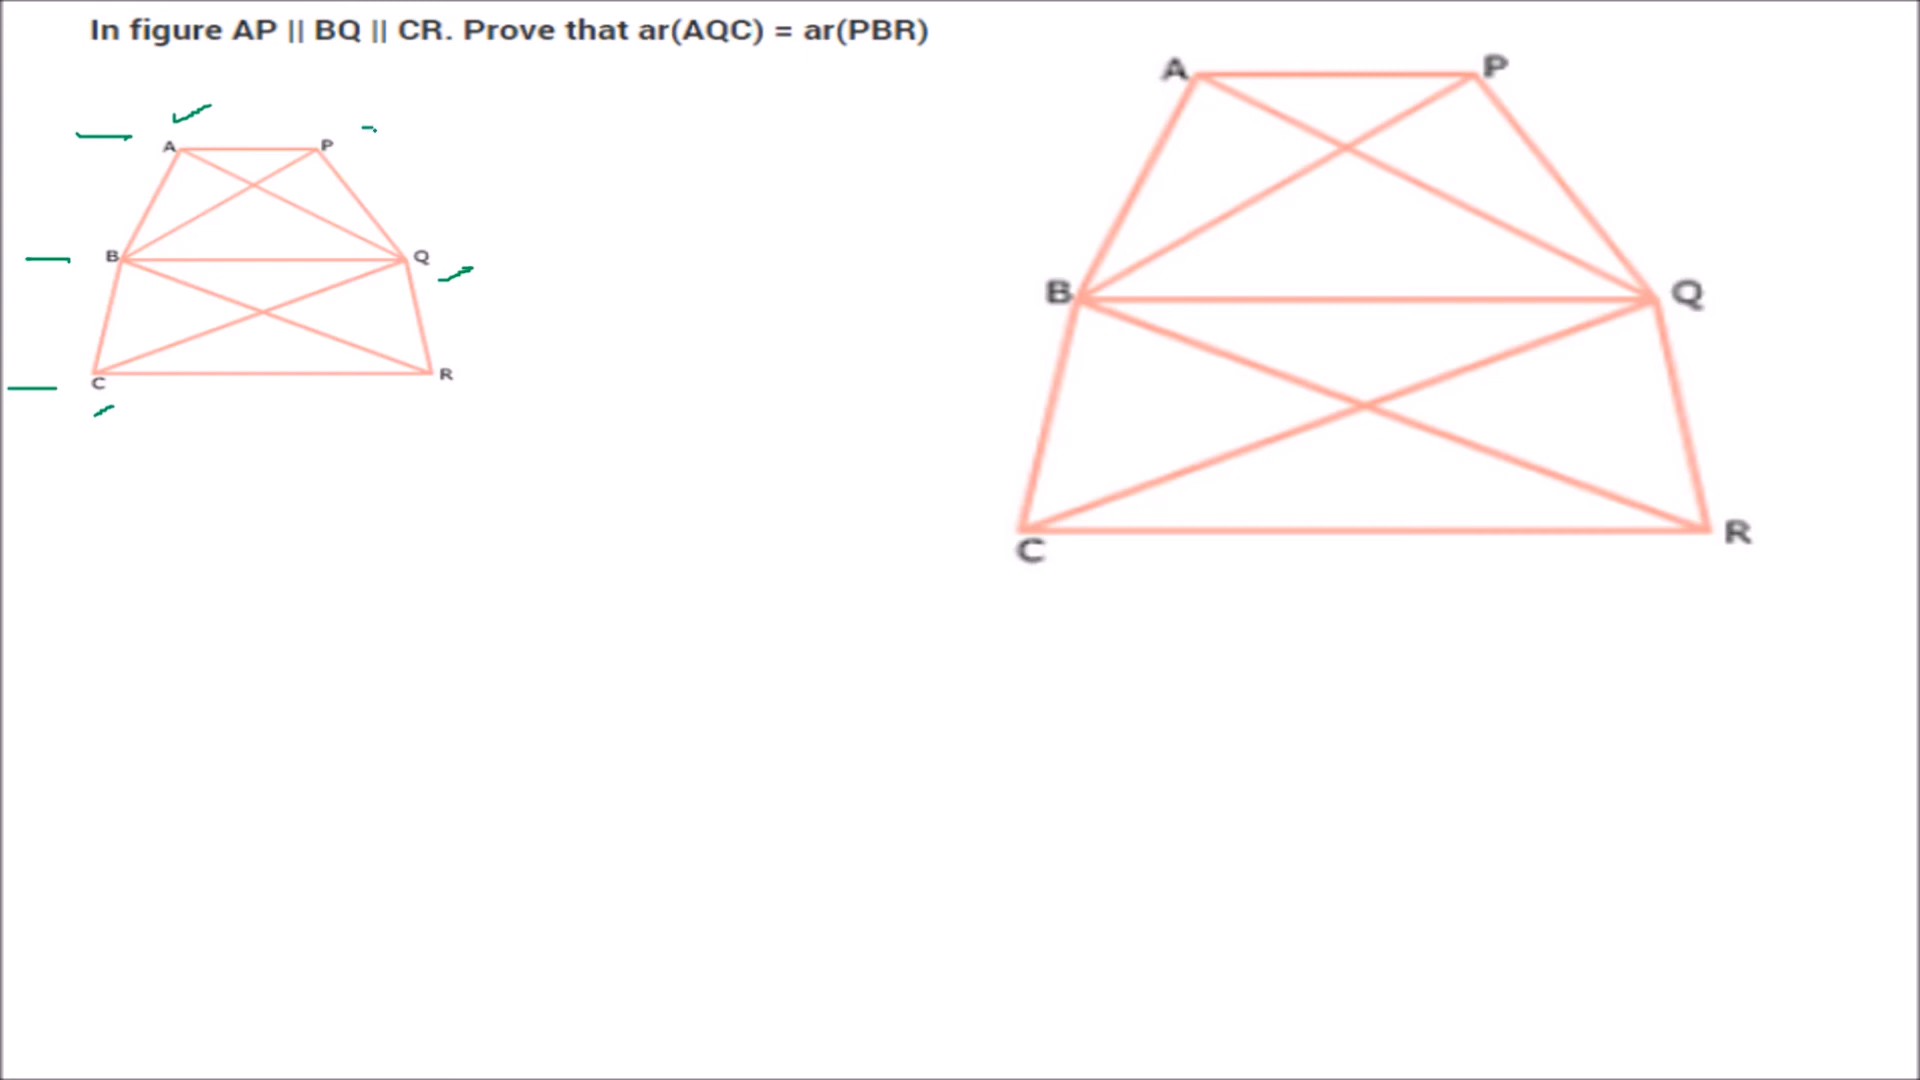 In figure AP || BQ || CR. Prove that ar(AQC) = ar(PBR)
A P
B Q
C R
A P
B Q
C R